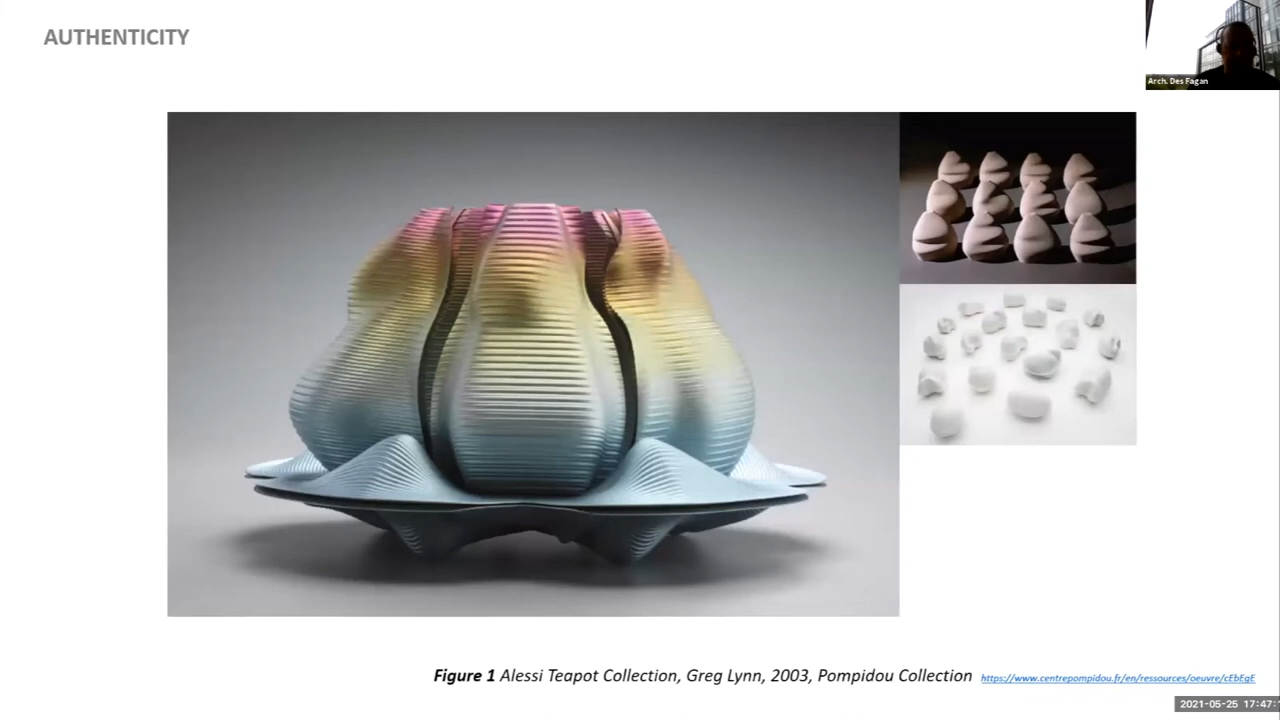 AUTHENTICITY
Arch. Des Fagan
Figure 1 Alessi Teapot Collection, Greg Lynn, 2003, Pompidou Collection https://www.centrepompidou.fr/en/ressources/oeuvre/cEbEqE
2021-05-25 17:47: